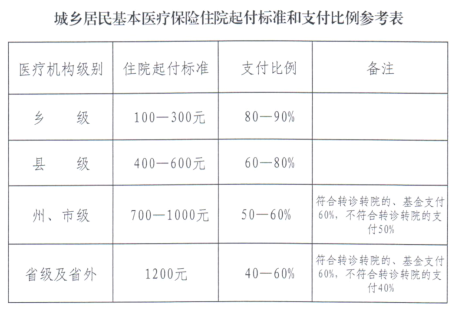 城乡居民基本医疗保险住院起付标准和支付比例参考表
医疗机构级别 住院起付标准 支付比例 备注
乡 级 100—300元 80—90%
县 级 400—600元 60—80%
州、市级 700—1000元 50—60% 符合转诊转院的、基金支付
60%,不符合转诊转院的支
付50%
省级及省外 1200元 40—60% 符合转诊转院的、基金支付
60%,不符合转诊转院的支
付40%